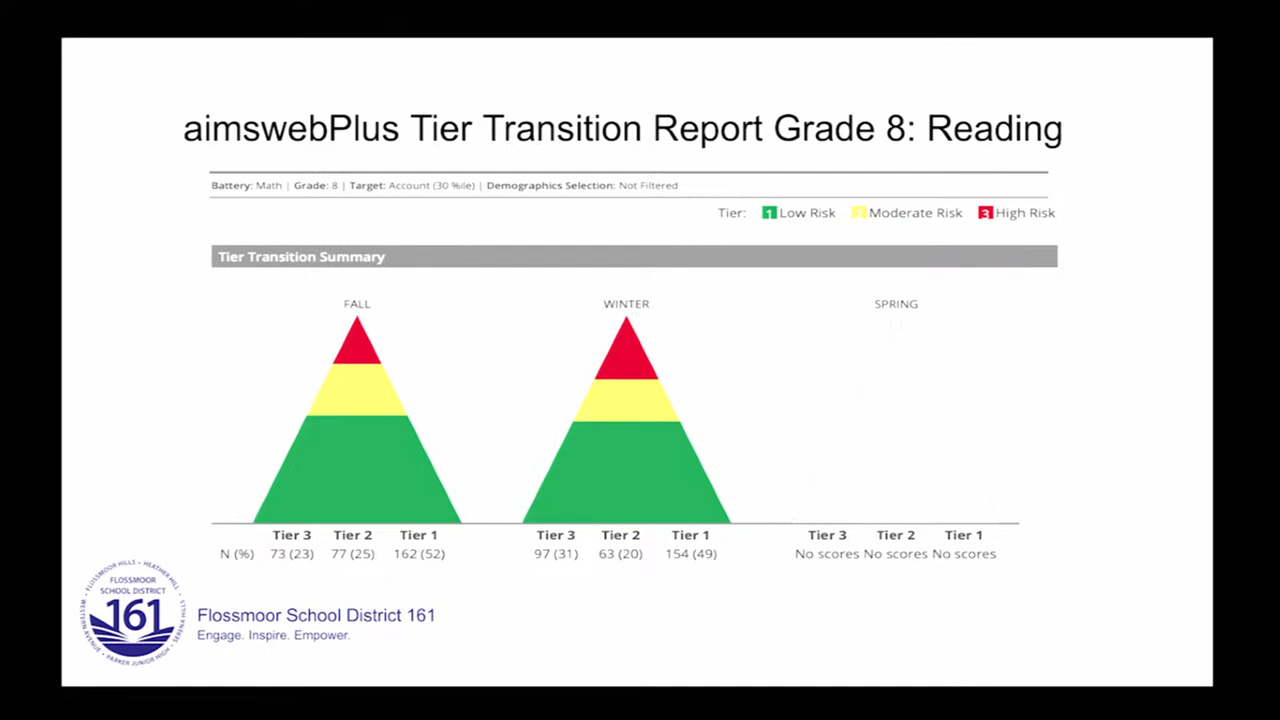 aimswebPlus Tier Transition Report Grade 8: Reading
Battery: Math | Grade: 8 | Target: Account (30 %ile) | Demographics Selection: Not Filtered
Tier: 1 Low Risk 2 Moderate Risk 3 High Risk
Tier Transition Summary
FALL WINTER SPRING
Tier 3 Tier 2 Tier 1 Tier 3 Tier 2 Tier 1 Tier 3 Tier 2 Tier 1
N (%) 73 (23) 77 (25) 162 (52) 97 (31) 63 (20) 154 (49) No scores No scores No scores
FLOSSMOOR HILLS • HEATHER HILL • SERENA HILLS • PARKER JUNIOR HIGH • WESTERN AVENUE •
FLOSSMOOR
SCHOOL DISTRICT
161
Flossmoor School District 161
Engage. Inspire. Empower.